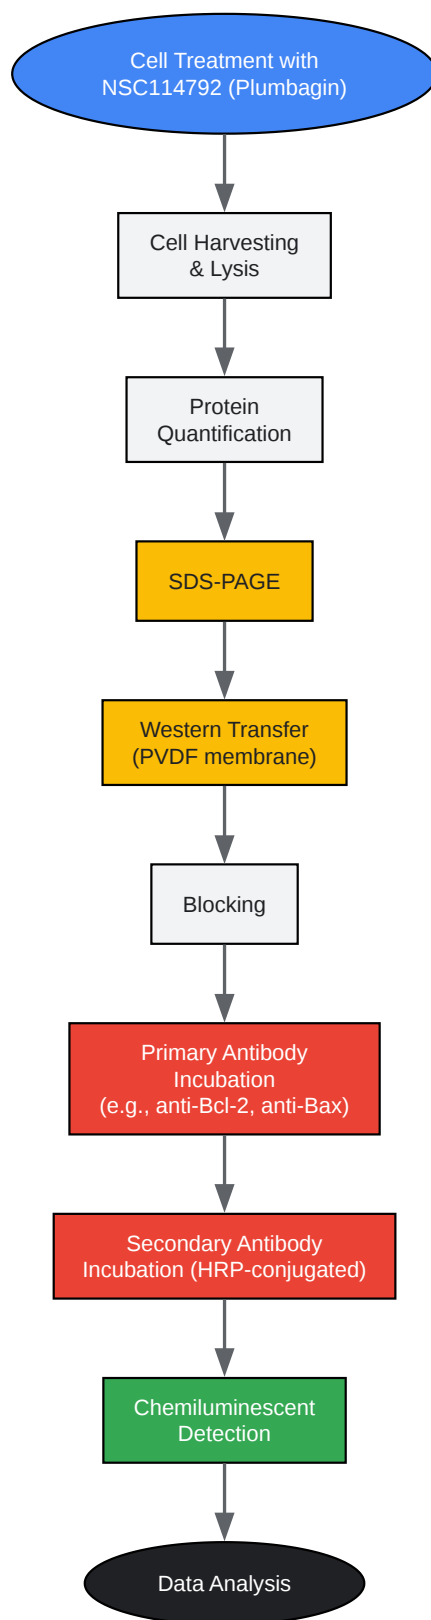 Cell Treatment with
NSC114792 (Plumbagin)
Cell Harvesting
& Lysis
Protein
Quantification
SDS-PAGE
Western Transfer
(PVDF membrane)
Blocking
Primary Antibody
Incubation
(e.g., anti-Bcl-2, anti-Bax)
Secondary Antibody
Incubation (HRP-conjugated)
Chemiluminescent
Detection
Data Analysis